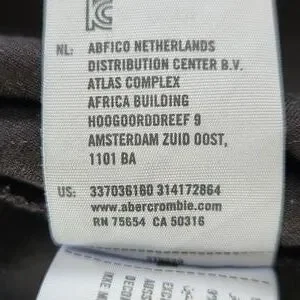 NL: ABFICO NETHERLANDS
DISTRIBUTION CENTER B.V.
ATLAS COMPLEX
AFRICA BUILDING
HOOGOORDDREEF 9
AMSTERDAM ZUID OOST,
1101 BA
US: 337036160 314172864
www.abercrombie.com
RN 75654 CA 50316